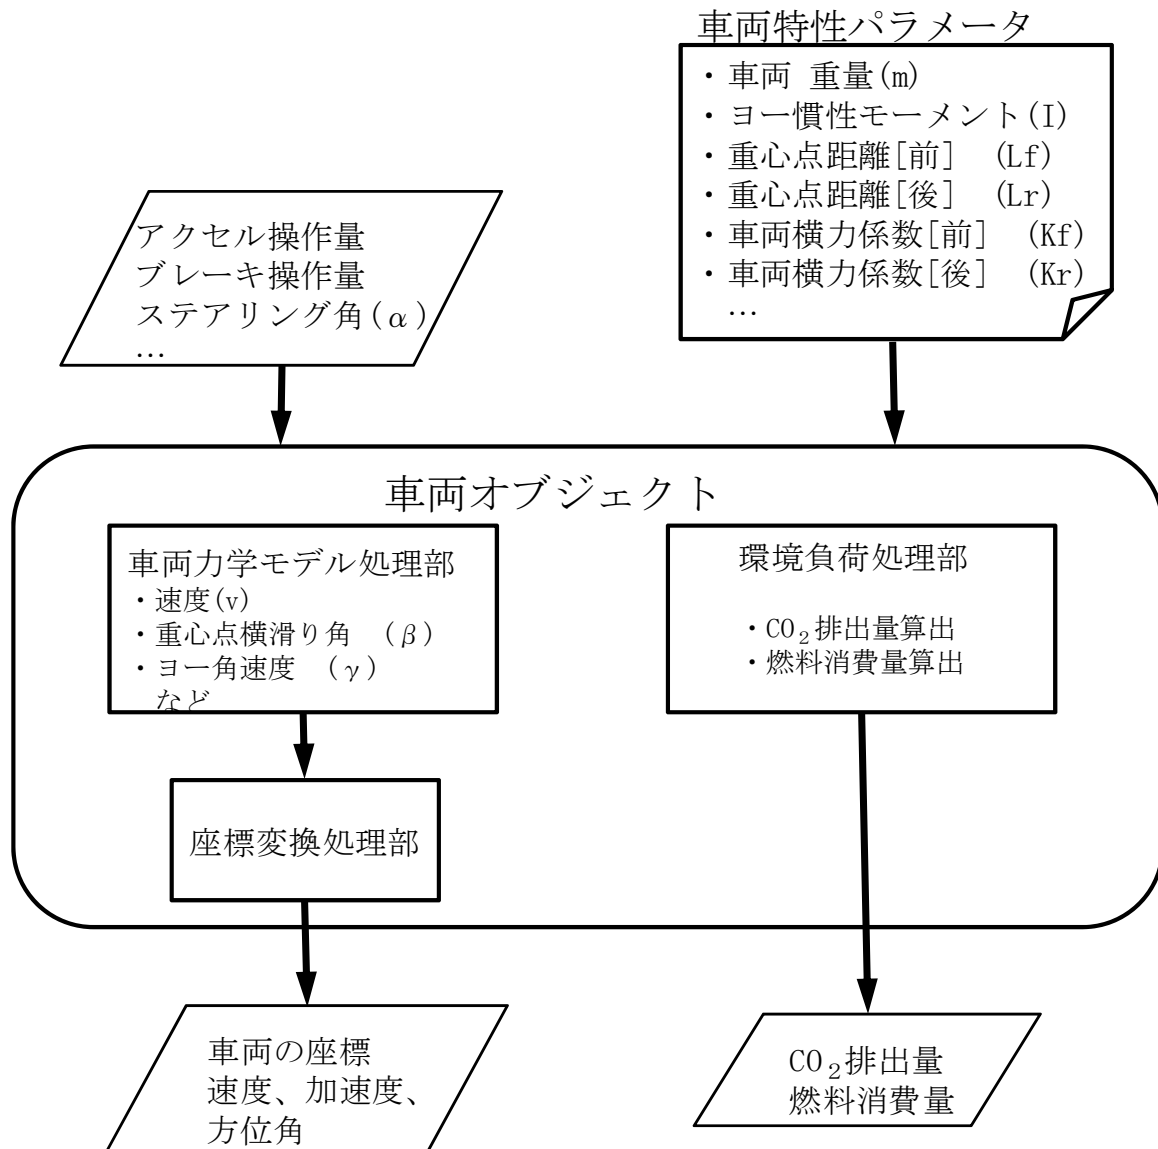 車両特性パラメータ
・車両 重量(m)
・ヨー慣性モーメント(I)
・重心点距離[前] (Lf)
・重心点距離[後] (Lr)
・車両横力係数[前] (Kf)
・車両横力係数[後] (Kr)
…
アクセル操作量
ブレーキ操作量
ステアリング角(α)
…
車両オブジェクト
車両力学モデル処理部
・速度(v)
・重心点横滑り角 (β)
・ヨー角速度 (γ)
など
環境負荷処理部
・CO₂排出量算出
・燃料消費量算出
座標変換処理部
車両の座標
速度、加速度、
方位角
CO₂排出量
燃料消費量